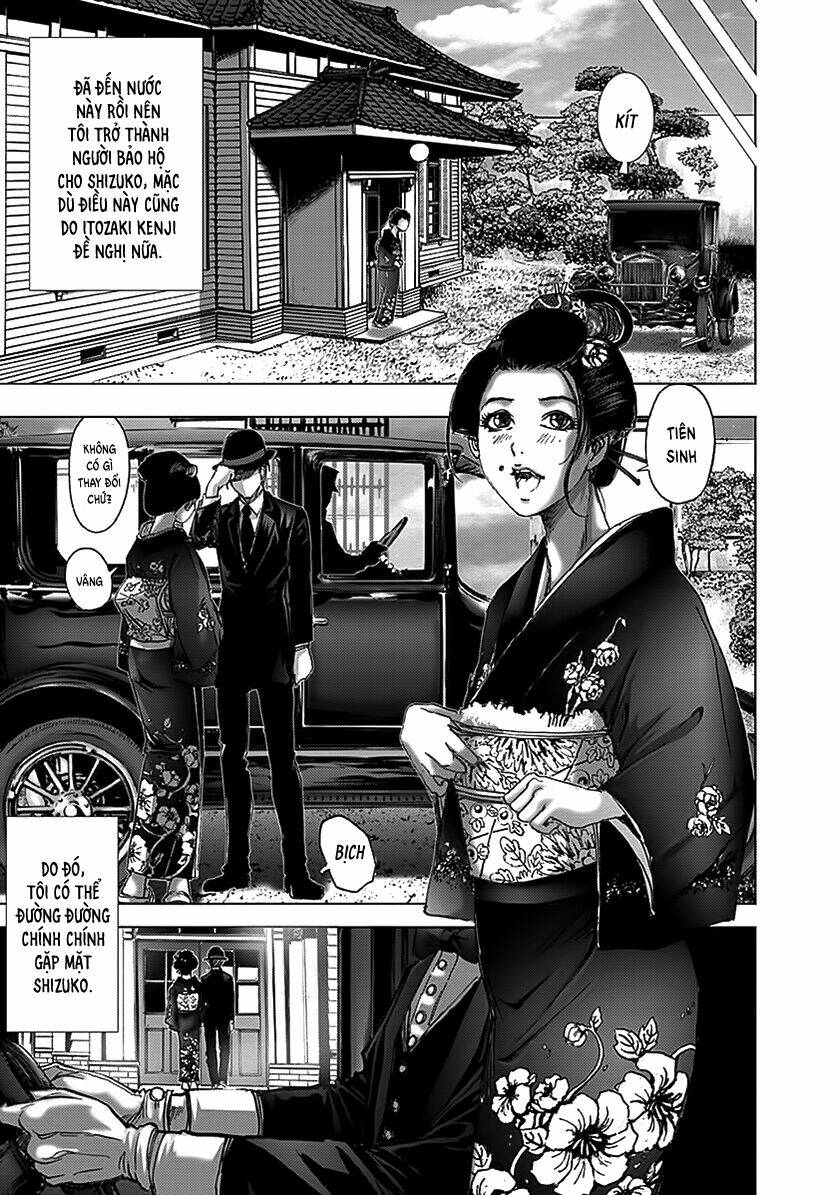 ĐÃ ĐẾN NƯỚC
NÀY RỒI NÊN
TÔI TRỞ THÀNH
NGƯỜI BẢO HỘ
CHO SHIZUKO, MẶC
DÙ ĐIỀU NÀY CŨNG
DO ITOZAKI KENJI
ĐỀ NGHỊ NỮA.
KÍT
TIÊN
SINH
KHÔNG
CÓ GÌ
THAY ĐỔI
CHỨ?
VÂNG
BỊCH
DO ĐÓ,
TÔI CÓ THỂ
ĐƯỜNG ĐƯỜNG
CHÍNH CHÍNH
GẶP MẶT
SHIZUKO.